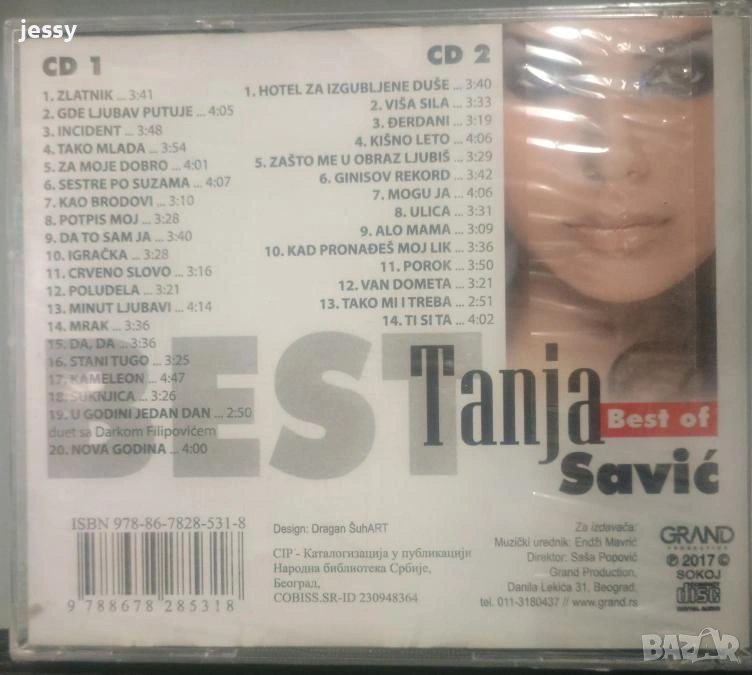 jessy
CD 1
1. ZLATNIK ... 3:41
2. GDE LJUBAV PUTUJE ... 4:05
3. INCIDENT ... 3:48
4. TAKO MLADA ... 3:54
5. ZA MOJE DOBRO ... 4:01
6. SESTRE PO SUZAMA ... 4:07
7. KAO BRODOVI ... 3:10
8. POTPIS MOJ ... 3:28
9. DA TO SAM JA ... 3:40
10. IGRAČKA ... 3:28
11. CRVENO SLOVO ... 3:16
12. POLUDELA ... 3:21
13. MINUT LJUBAVI ... 4:14
14. MRAK ... 3:36
15. DA, DA ... 3:36
16. STANI TUGO ... 3:25
17. KAMELEON ... 4:47
18. SUKNJICA ... 3:26
19. U GODINI JEDAN DAN ... 2:50
duet sa Darkom Filipovićem
20. NOVA GODINA ... 4:00
CD 2
1. HOTEL ZA IZGUBLJENE DUŠE ... 3:40
2. VIŠA SILA ... 3:33
3. ĐERDANI ... 3:19
4. KIŠNO LETO ... 4:06
5. ZAŠTO ME U OBRAZ LJUBIŠ ... 3:29
6. GINISOV REKORD ... 3:42
7. MOGU JA ... 4:06
8. ULICA ... 3:31
9. ALO MAMA ... 3:09
10. KAD PRONAĐEŠ MOJ LIK ... 3:36
11. POROK ... 3:50
12. VAN DOMETA ... 3:21
13. TAKO MI I TREBA ... 2:51
14. TI SI TA ... 4:02
BEST
Tanja
Best of
Savić
ISBN 978-86-7828-531-8
9 788678 285318
Design: Dragan ŠuhART
CIP - Каталогизација у публикацији
Народна библиотека Србије,
Београд,
COBISS.SR-ID 230948364
Za izdavača:
Muzički urednik: Endži Mavrić
Direktor: Saša Popović
Grand Production,
Danila Lekića 31, Beograd,
tel. 011-3180437 // www.grand.rs
GRAND
PRODUCTION
℗ 2017 ©
SOKOJ
COMPACT
disc
DIGITAL AUDIO
BAZAR